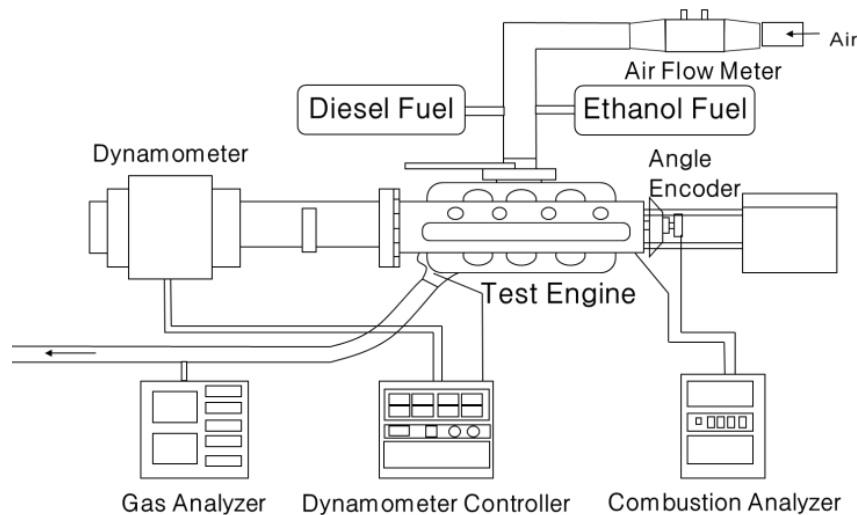 Air
Air Flow Meter
Diesel Fuel
Ethanol Fuel
Dynamometer
Angle
Encoder
Test Engine
Gas Analyzer
Dynamometer Controller
Combustion Analyzer